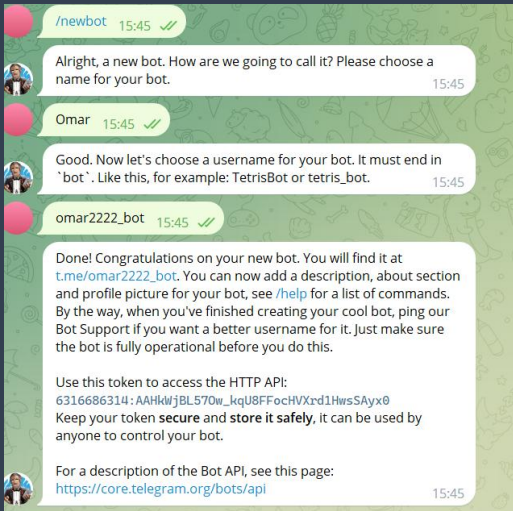 /newbot 15:45
Alright, a new bot. How are we going to call it? Please choose a
name for your bot.
15:45
Omar 15:45
Good. Now let's choose a username for your bot. It must end in
`bot`. Like this, for example: TetrisBot or tetris_bot.
15:45
omar2222_bot 15:45
Done! Congratulations on your new bot. You will find it at
t.me/omar2222_bot. You can now add a description, about section
and profile picture for your bot, see /help for a list of commands.
By the way, when you've finished creating your cool bot, ping our
Bot Support if you want a better username for it. Just make sure
the bot is fully operational before you do this.
Use this token to access the HTTP API:
6316686314:AAHkWjBL57Ow_kqU8FFocHVXrd1HwsSAyx0
Keep your token secure and store it safely, it can be used by
anyone to control your bot.
For a description of the Bot API, see this page:
https://core.telegram.org/bots/api
15:45